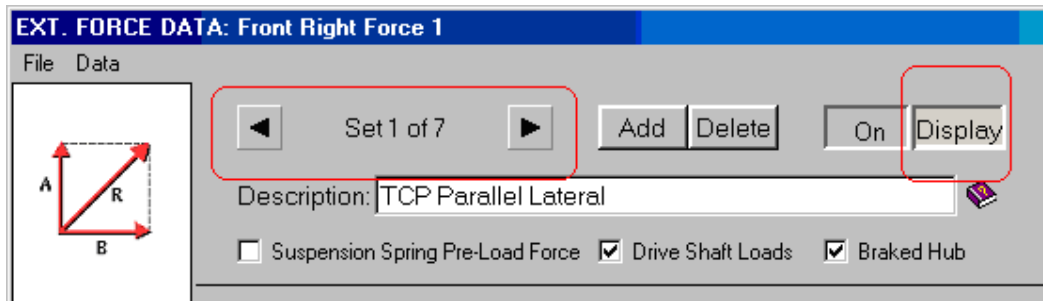 EXT. FORCE DATA: Front Right Force 1
File Data
Set 1 of 7 Add Delete On Display
A R
B
Description: TCP Parallel Lateral
Suspension Spring Pre-Load Force Drive Shaft Loads Braked Hub